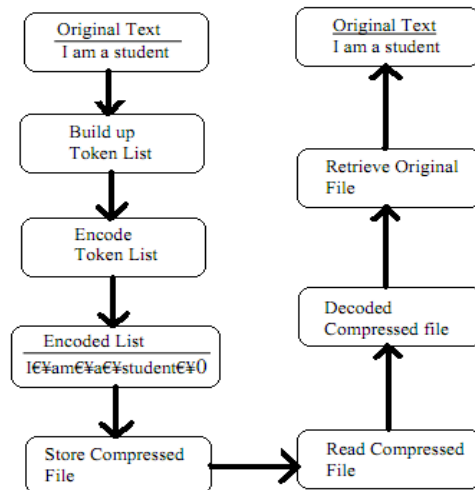 Original Text
I am a student
Build up
Token List
Encode
Token List
Encoded List
I€¥am€¥a€¥student€¥0
Store Compressed
File
Read Compressed
File
Decoded
Compressed file
Retrieve Original
File
Original Text
I am a student